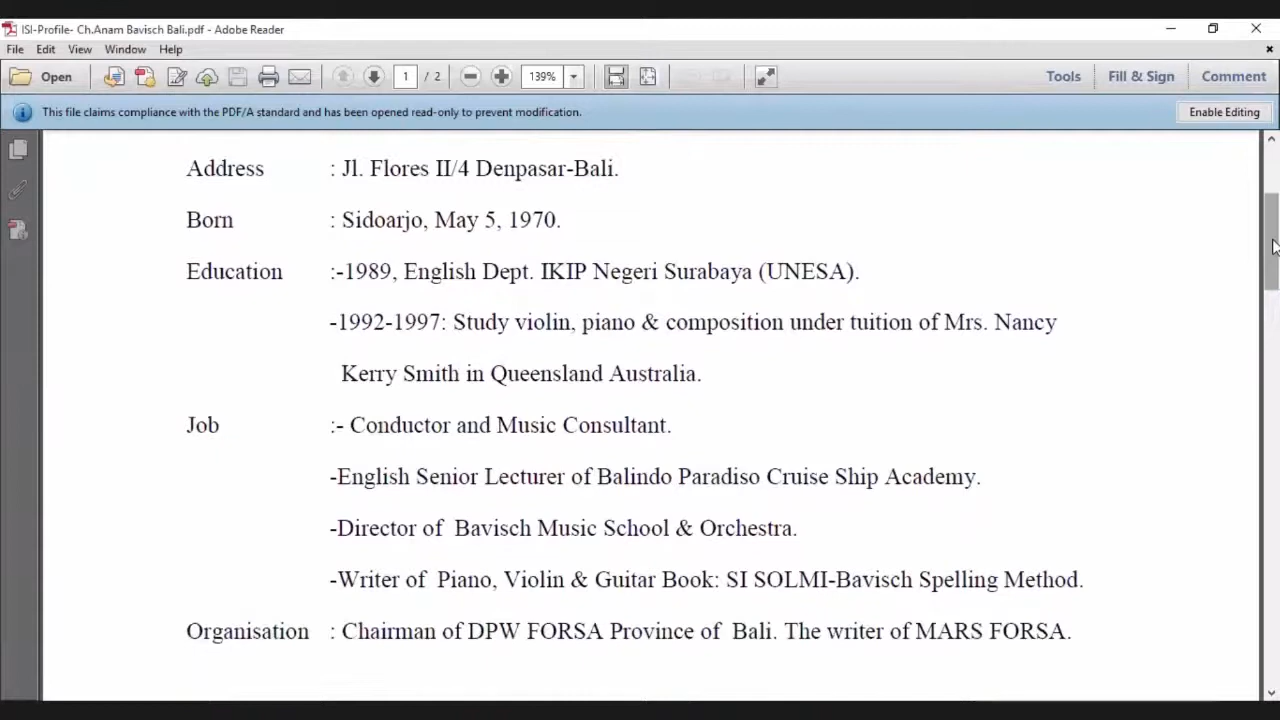 ISI-Profile- Ch.Anam Bavisch Bali.pdf - Adobe Reader
File Edit View Window Help
Open 1 / 2 139% Tools Fill & Sign Comment
This file claims compliance with the PDF/A standard and has been opened read-only to prevent modification. Enable Editing
Address : Jl. Flores II/4 Denpasar-Bali.
Born : Sidoarjo, May 5, 1970.
Education :-1989, English Dept. IKIP Negeri Surabaya (UNESA).
-1992-1997: Study violin, piano & composition under tuition of Mrs. Nancy
Kerry Smith in Queensland Australia.
Job :- Conductor and Music Consultant.
-English Senior Lecturer of Balindo Paradiso Cruise Ship Academy.
-Director of Bavisch Music School & Orchestra.
-Writer of Piano, Violin & Guitar Book: SI SOLMI-Bavisch Spelling Method.
Organisation : Chairman of DPW FORSA Province of Bali. The writer of MARS FORSA.